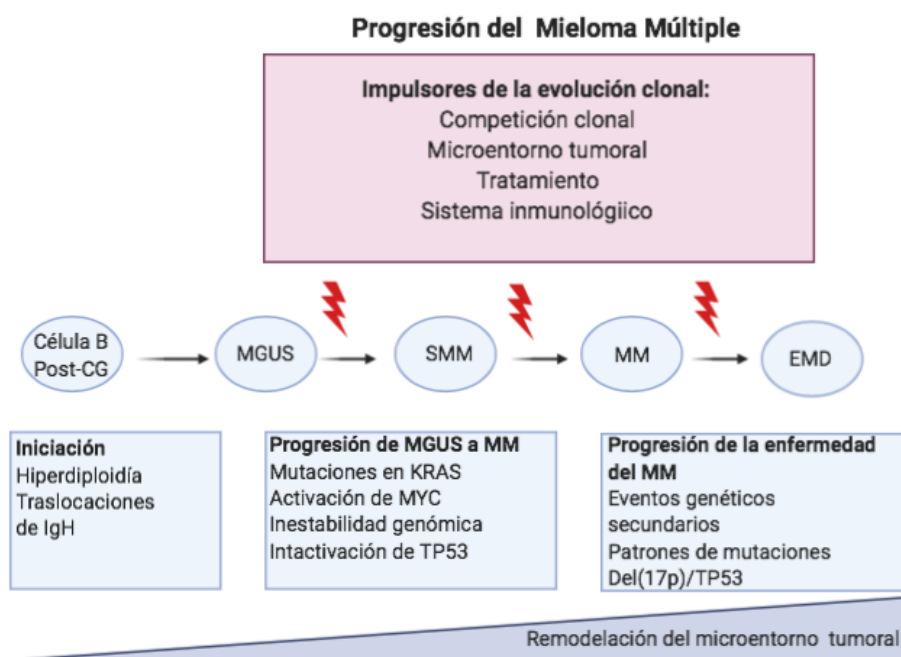 Progresión del Mieloma Múltiple
Impulsores de la evolución clonal:
Competición clonal
Microentorno tumoral
Tratamiento
Sistema inmunológiico
Célula B
Post-CG
MGUS
SMM
MM
EMD
Iniciación
Hiperdiploidía
Traslocaciones
de IgH
Progresión de MGUS a MM
Mutaciones en KRAS
Activación de MYC
Inestabilidad genómica
Intactivación de TP53
Progresión de la enfermedad
del MM
Eventos genéticos
secundarios
Patrones de mutaciones
Del(17p)/TP53
Remodelación del microentorno tumoral